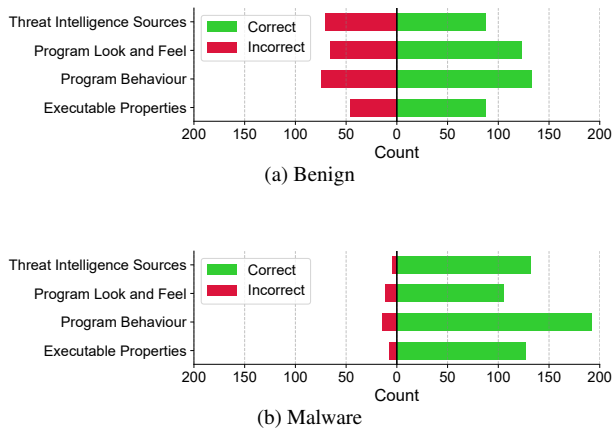 Threat Intelligence Sources
Program Look and Feel
Program Behaviour
Executable Properties
Correct
Incorrect
200 150 100 50 0 50 100 150 200
Count
(a) Benign
Threat Intelligence Sources
Program Look and Feel
Program Behaviour
Executable Properties
Correct
Incorrect
200 150 100 50 0 50 100 150 200
Count
(b) Malware